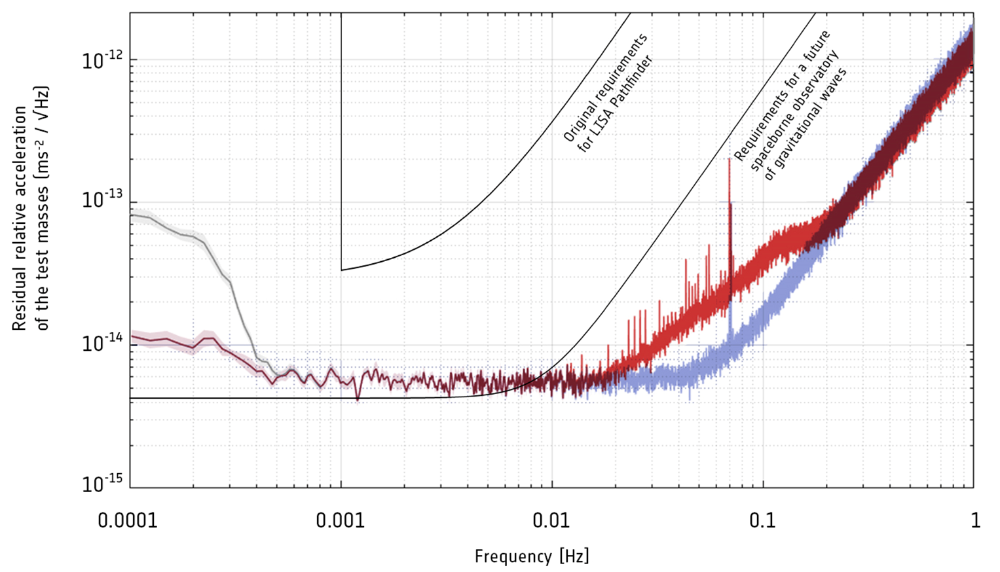 Residual relative acceleration
of the test masses [ms⁻² / √Hz]
10⁻¹²
10⁻¹³
10⁻¹⁴
10⁻¹⁵
Original requirements
for LISA Pathfinder
Requirements for a future
spaceborne observatory
of gravitational waves
0.0001 0.001 0.01 0.1 1
Frequency [Hz]